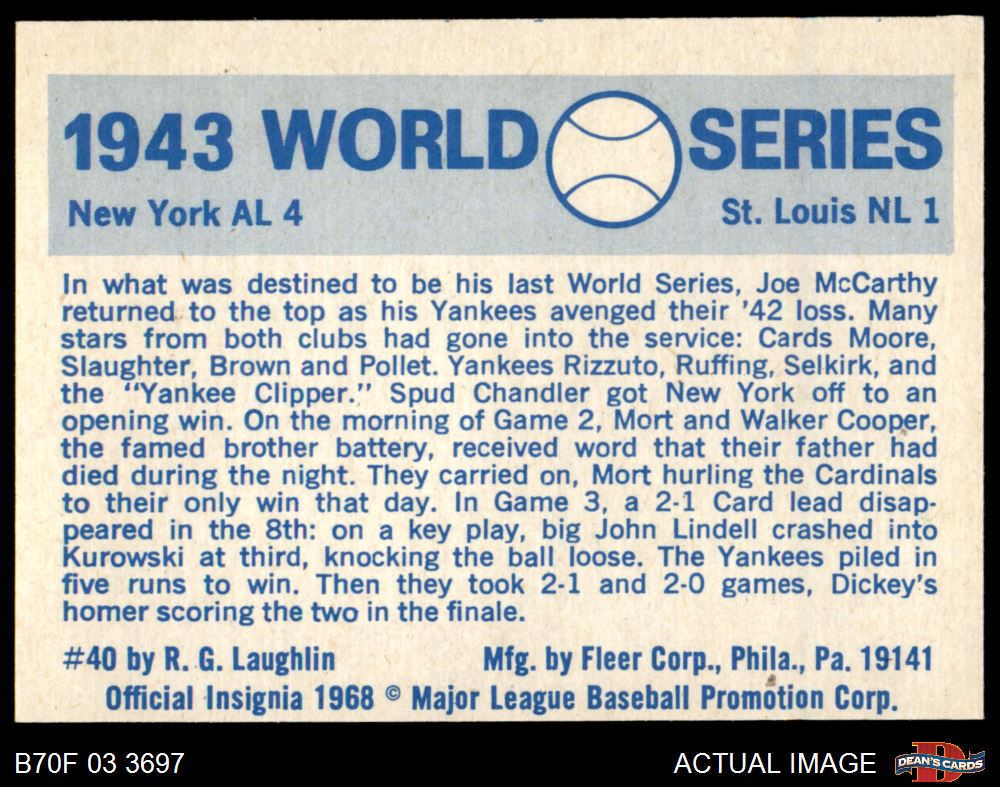 1943 WORLD SERIES
New York AL 4 St. Louis NL 1
In what was destined to be his last World Series, Joe McCarthy
returned to the top as his Yankees avenged their '42 loss. Many
stars from both clubs had gone into the service: Cards Moore,
Slaughter, Brown and Pollet. Yankees Rizzuto, Ruffing, Selkirk, and
the "Yankee Clipper." Spud Chandler got New York off to an
opening win. On the morning of Game 2, Mort and Walker Cooper,
the famed brother battery, received word that their father had
died during the night. They carried on, Mort hurling the Cardinals
to their only win that day. In Game 3, a 2-1 Card lead disap-
peared in the 8th: on a key play, big John Lindell crashed into
Kurowski at third, knocking the ball loose. The Yankees piled in
five runs to win. Then they took 2-1 and 2-0 games, Dickey's
homer scoring the two in the finale.
#40 by R. G. Laughlin Mfg. by Fleer Corp., Phila., Pa. 19141
Official Insignia 1968 © Major League Baseball Promotion Corp.
B70F 03 3697 ACTUAL IMAGE D DEAN'S CARDS